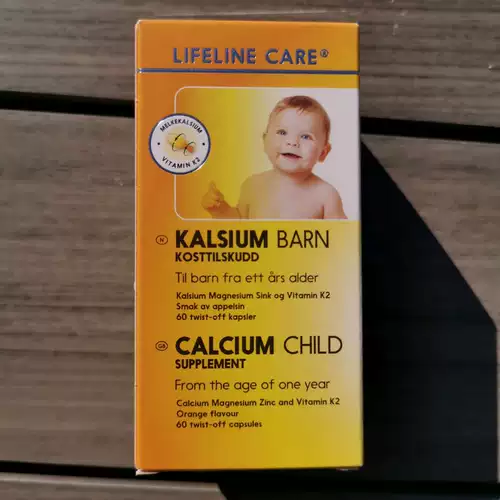 LIFELINE CARE®
MELKEKALSIUM
VITAMIN K2
N
KALSIUM BARN
KOSTTILSKUDD
Til barn fra ett års alder
Kalsium Magnesium Sink og Vitamin K2
Smak av appelsin
60 twist-off kapsler
GB
CALCIUM CHILD
SUPPLEMENT
From the age of one year
Calcium Magnesium Zinc and Vitamin K2
Orange flavour
60 twist-off capsules